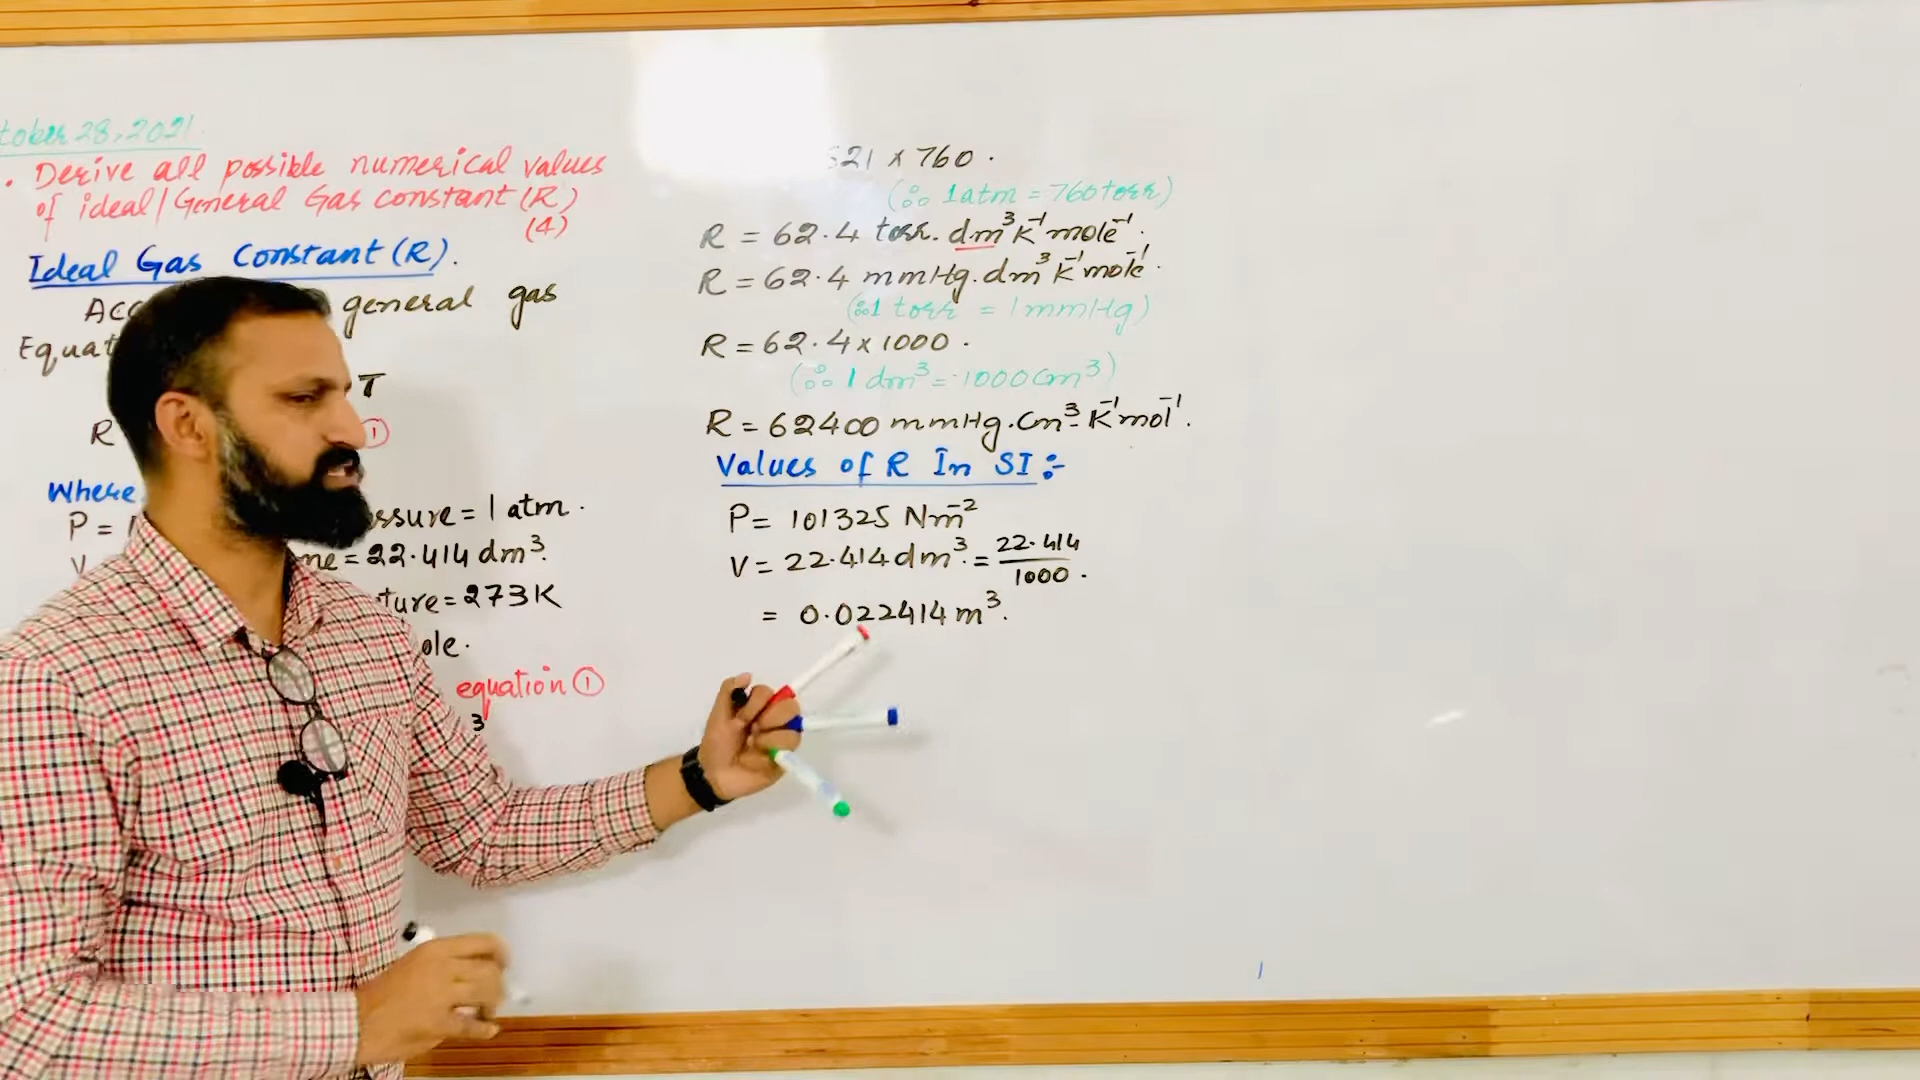 tober 28, 2021.
. Derive all possible numerical values
of ideal/General Gas constant (R)
(4)
Ideal Gas Constant (R).
general gas
T
R ①
Where
P = ssure = 1 atm.
V me = 22.414 dm³.
ture = 273K
ole.
equation ①
3
21 × 760.
(∵ 1 atm = 760 torr)
R = 62.4 torr. dm³ K⁻¹ mole⁻¹.
R = 62.4 mmHg. dm³ K⁻¹ mole⁻¹.
(∵ 1 torr = 1 mmHg)
R = 62.4 × 1000.
(∵ 1 dm³ = 1000 cm³)
R = 62400 mmHg. Cm³ K⁻¹ mol⁻¹.
Values of R In SI :-
P = 101325 Nm⁻²
V = 22.414 dm³. = 22.414/1000.
= 0.022414 m³.